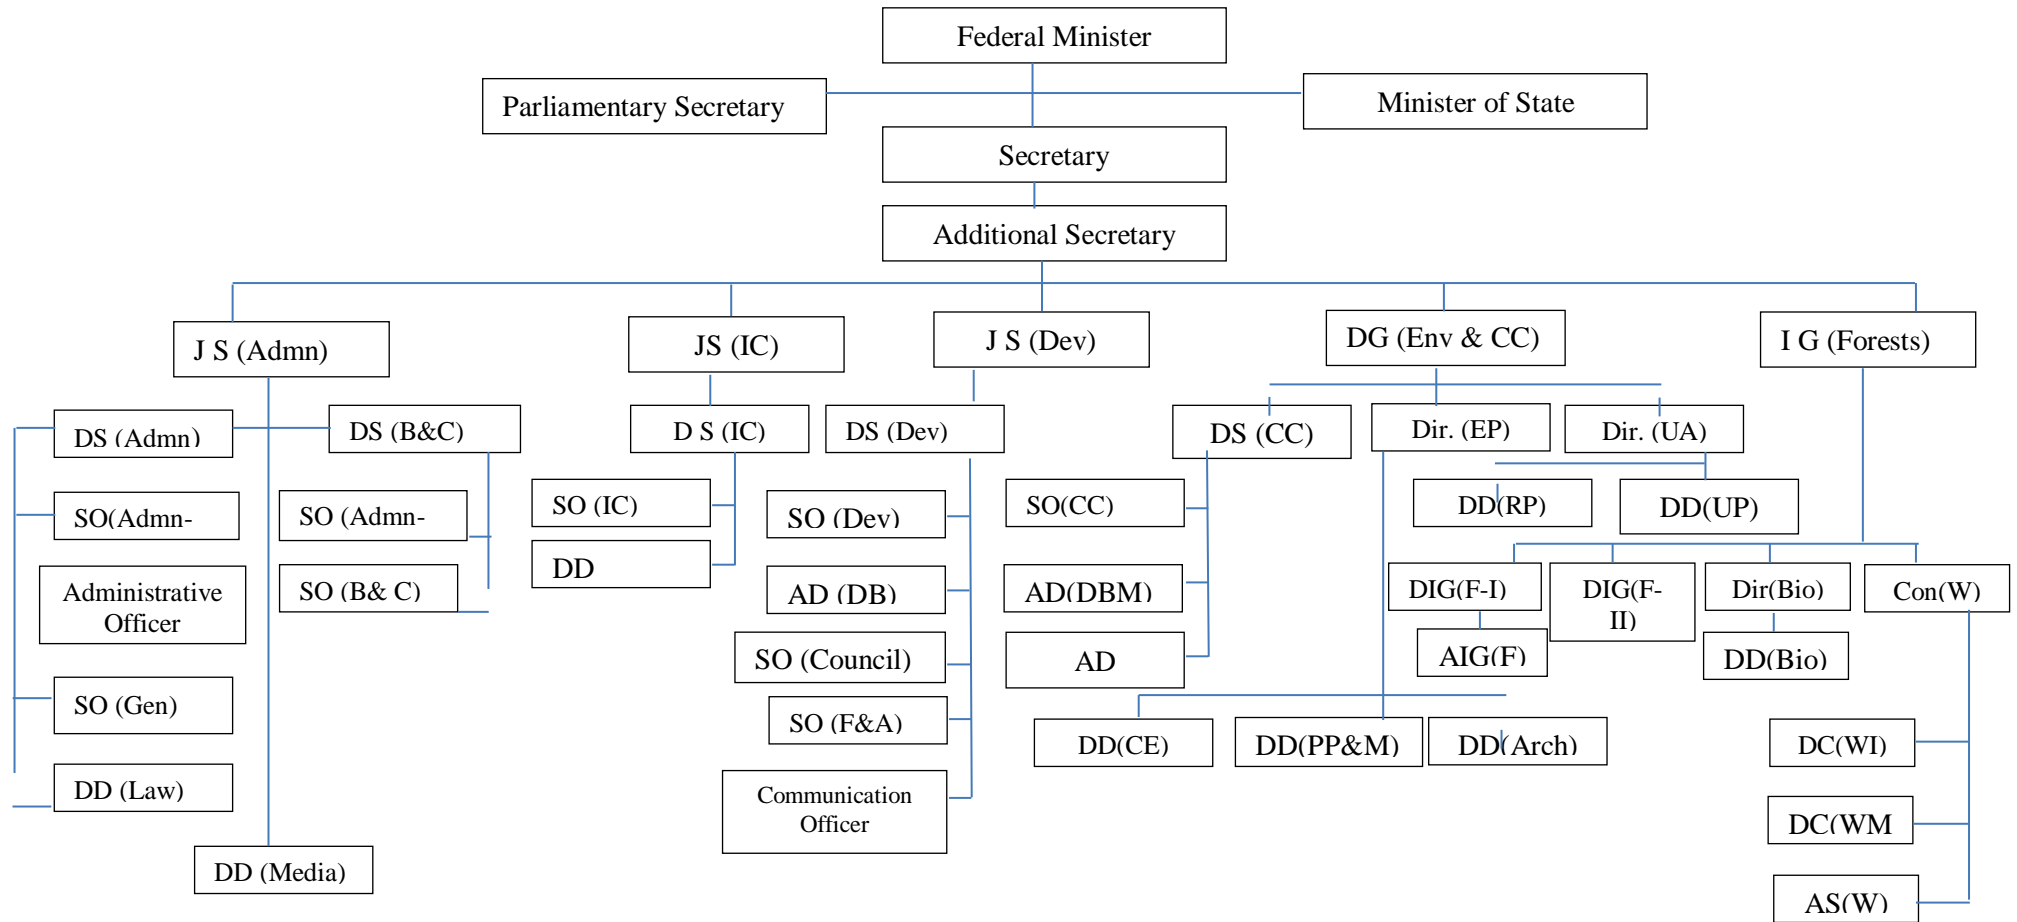 Federal Minister
Parliamentary Secretary
Minister of State
Secretary
Additional Secretary
J S (Admn)
JS (IC)
J S (Dev)
DG (Env & CC)
I G (Forests)
DS (Admn)
DS (B&C)
D S (IC)
DS (Dev)
DS (CC)
Dir. (EP)
Dir. (UA)
SO(Admn-
SO (Admn-
SO (IC)
SO (Dev)
SO(CC)
DD(RP)
DD(UP)
Administrative
Officer
SO (B& C)
DD
AD (DB)
AD(DBM)
DIG(F-I)
DIG(F-
II)
Dir(Bio)
Con(W)
SO (Council)
AD
AIG(F)
DD(Bio)
SO (Gen)
SO (F&A)
DD(CE)
DD(PP&M)
DD(Arch)
DC(WI)
DD (Law)
Communication
Officer
DC(WM
DD (Media)
AS(W)